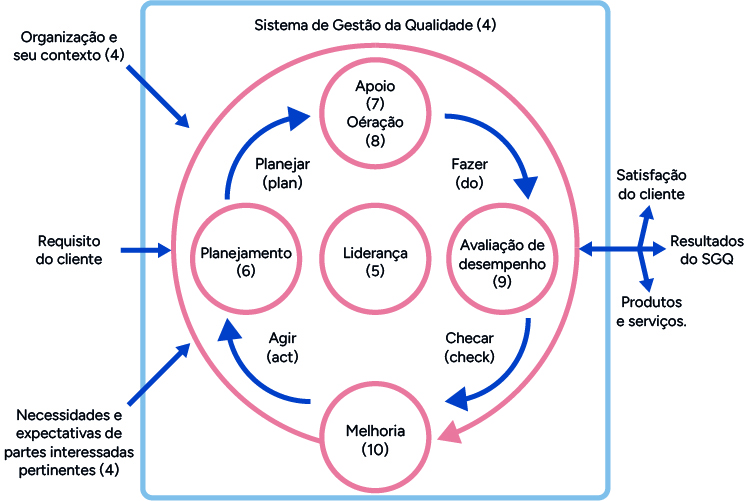 Sistema de Gestão da Qualidade (4)
Organização e
seu contexto (4)
Apoio
(7)
Oéração
(8)
Planejar
(plan)
Fazer
(do)
Satisfação
do cliente
Requisito
do cliente
Planejamento
(6)
Liderança
(5)
Avaliação de
desempenho
(9)
Resultados
do SGQ
Produtos
e serviços.
Agir
(act)
Checar
(check)
Necessidades e
expectativas de
partes interessadas
pertinentes (4)
Melhoria
(10)